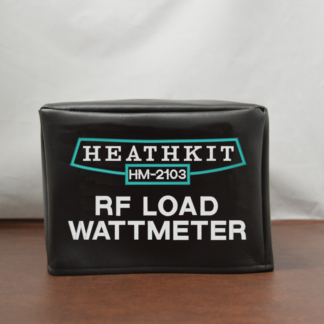 HEATHKIT
HM-2103
RF LOAD
WATTMETER